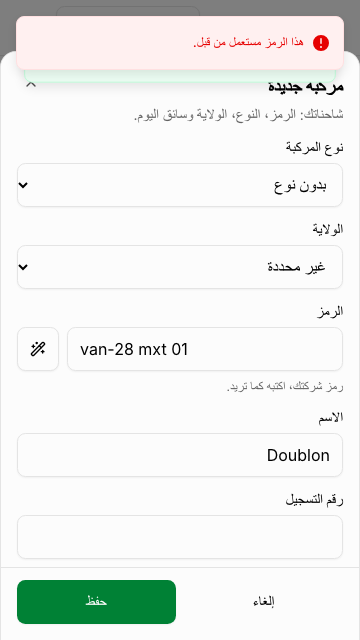 هذا الرمز مستعمل من قبل.
مركبة جديدة
شاحناتك: الرمز، النوع، الولاية وسائق اليوم.
نوع المركبة
بدون نوع
الولاية
غير محددة
الرمز
van-28 mxt 01
رمز شركتك، اكتبه كما تريد.
الاسم
Doublon
رقم التسجيل
إلغاء
حفظ